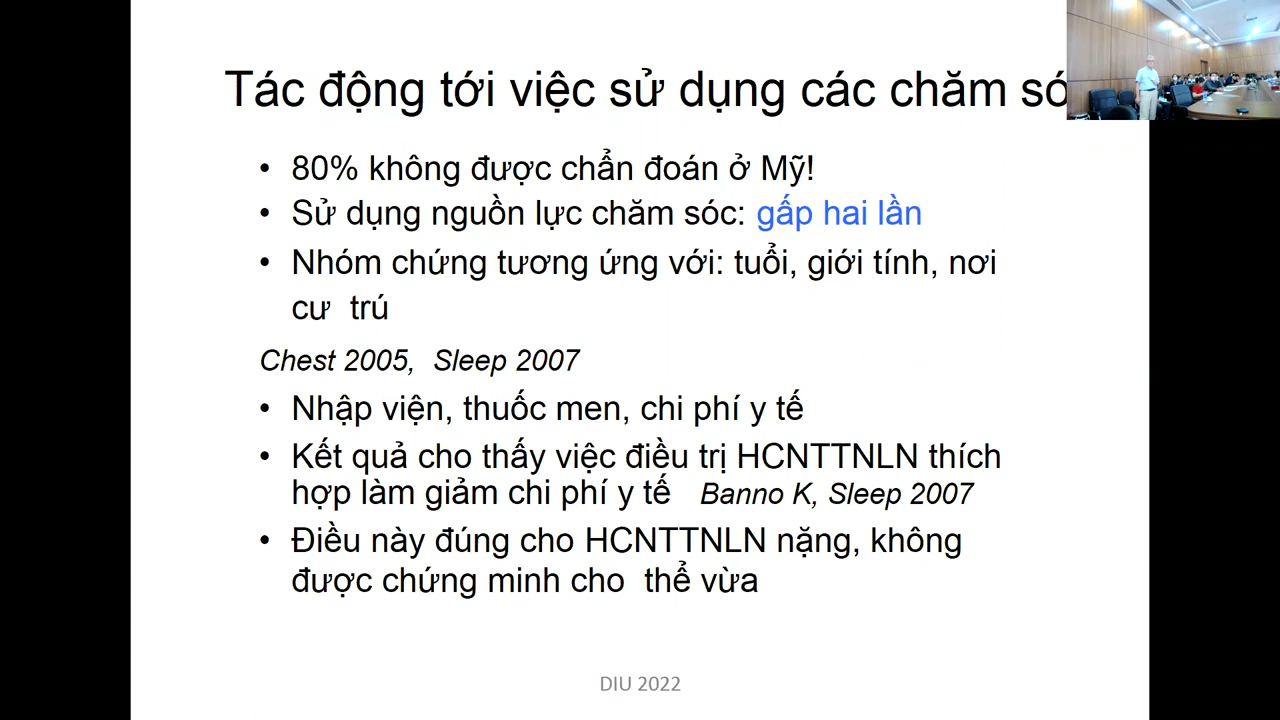 Tác động tới việc sử dụng các chăm só
• 80% không được chẩn đoán ở Mỹ!
• Sử dụng nguồn lực chăm sóc: gấp hai lần
• Nhóm chứng tương ứng với: tuổi, giới tính, nơi
cư trú
Chest 2005, Sleep 2007
• Nhập viện, thuốc men, chi phí y tế
• Kết quả cho thấy việc điều trị HCNTTNLN thích
hợp làm giảm chi phí y tế Banno K, Sleep 2007
• Điều này đúng cho HCNTTNLN nặng, không
được chứng minh cho thể vừa
DIU 2022